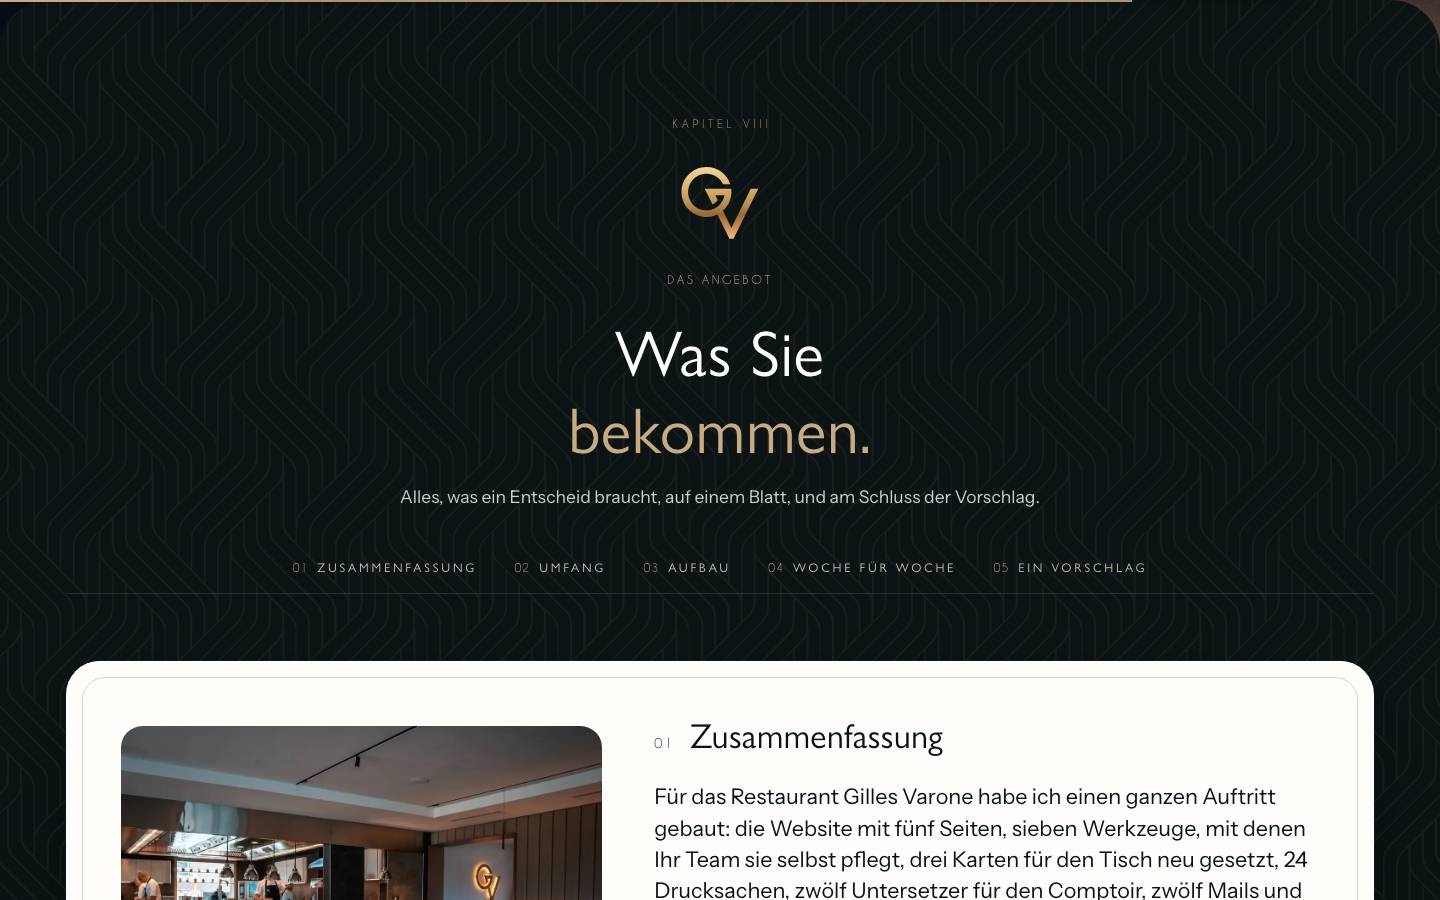 KAPITEL VIII
GV
DAS ANGEBOT
Was Sie
bekommen.
Alles, was ein Entscheid braucht, auf einem Blatt, und am Schluss der Vorschlag.
01 ZUSAMMENFASSUNG 02 UMFANG 03 AUFBAU 04 WOCHE FÜR WOCHE 05 EIN VORSCHLAG
GV
01 Zusammenfassung
Für das Restaurant Gilles Varone habe ich einen ganzen Auftritt
gebaut: die Website mit fünf Seiten, sieben Werkzeuge, mit denen
Ihr Team sie selbst pflegt, drei Karten für den Tisch neu gesetzt, 24
Drucksachen, zwölf Untersetzer für den Comptoir, zwölf Mails und